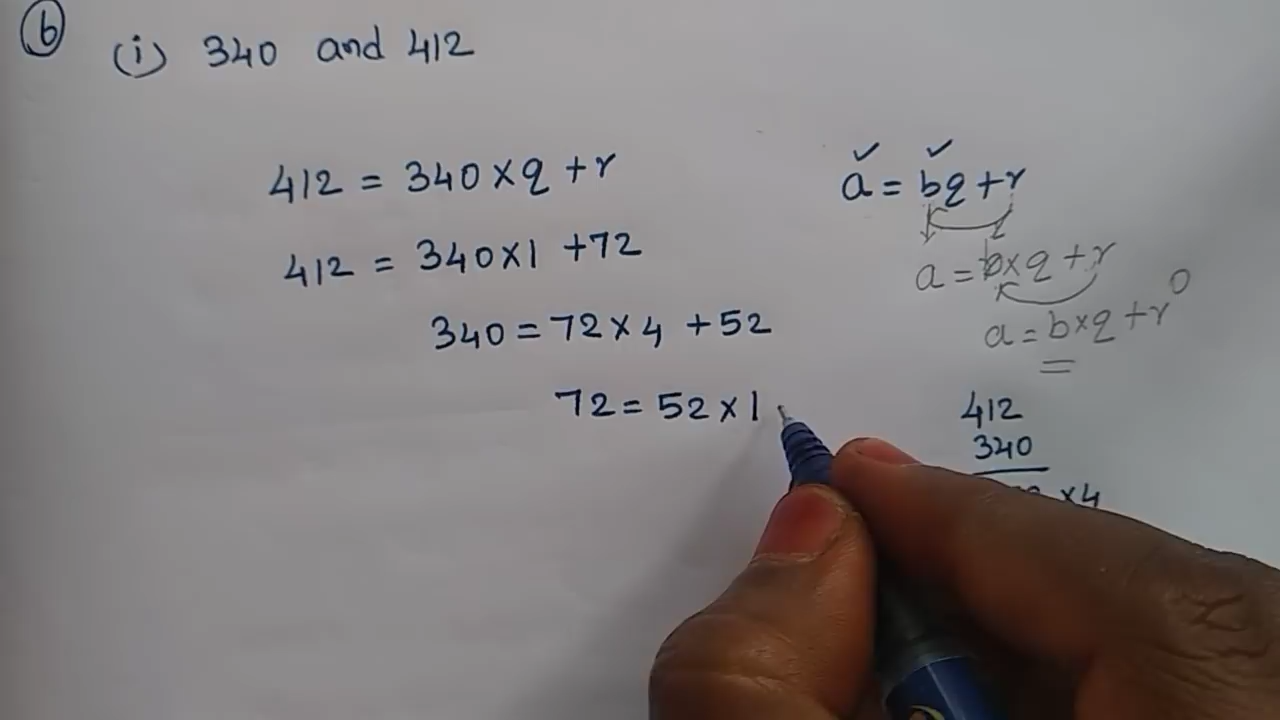 (b) (i) 340 and 412
412 = 340 × q + r
412 = 340×1 +72
340 = 72 × 4 + 52
72 = 52 × 1
✓ ✓
a = bq + r
a = b×q + r
a = b×q + r 0
412
340
×4